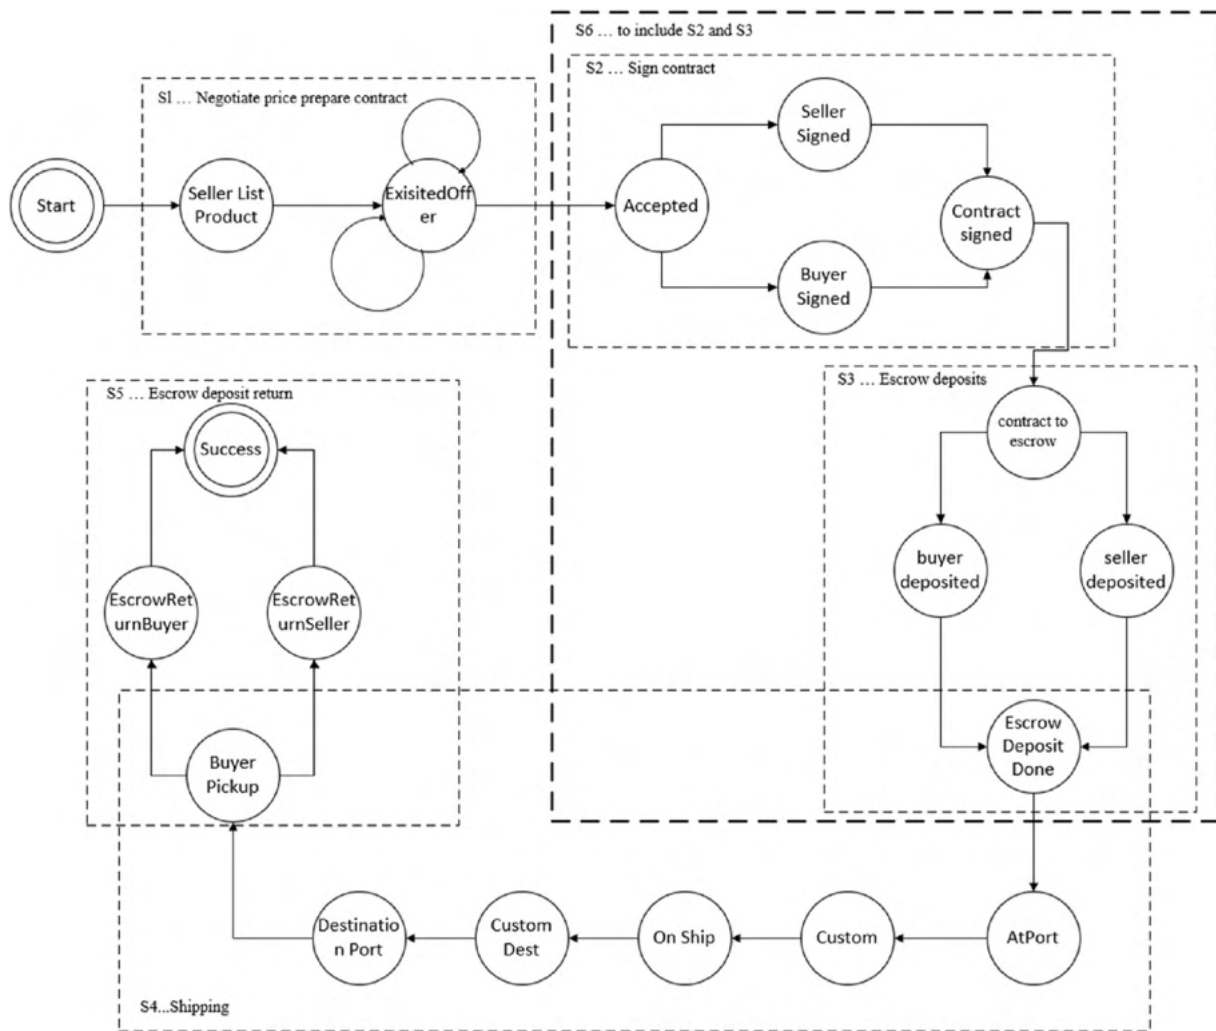 S6 … to include S2 and S3
S2 … Sign contract
S1 … Negotiate price prepare contract
Seller
Signed
Start
Seller List
Product
ExisitedOff
er
Accepted
Contract
signed
Buyer
Signed
S5 … Escrow deposit return
S3 … Escrow deposits
Success
contract to
escrow
buyer
deposited
seller
deposited
EscrowRe
urnBuyer
EscrowRet
urnSeller
Buyer
Pickup
Escrow
Deposit
Done
Destinatio
n Port
Custom
Dest
On Ship
Custom
AtPort
S4...Shipping